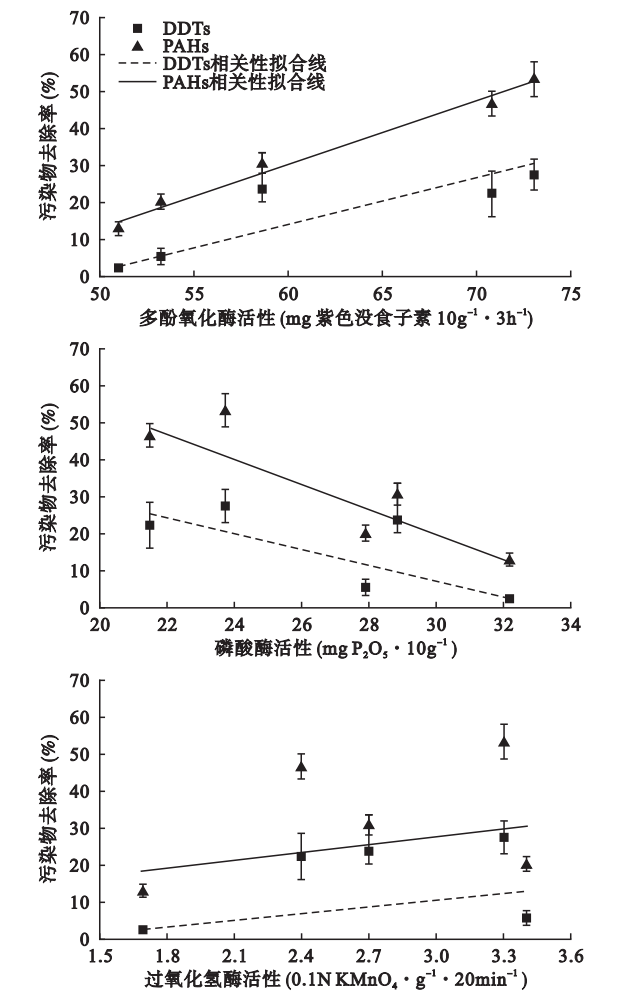 70
60
50
40
30
20
10
0
污染物去除率 (%)
DDTs
PAHs
DDTs相关性拟合线
PAHs相关性拟合线
50 55 60 65 70 75
多酚氧化酶活性 (mg 紫色没食子素 10g⁻¹・3h⁻¹)
70
60
50
40
30
20
10
0
污染物去除率 (%)
20 22 24 26 28 30 32 34
磷酸酶活性 (mg P₂O₅・10g⁻¹)
70
60
50
40
30
20
10
0
污染物去除率 (%)
1.5 1.8 2.1 2.4 2.7 3.0 3.3 3.6
过氧化氢酶活性 (0.1N KMnO₄・g⁻¹・20min⁻¹)